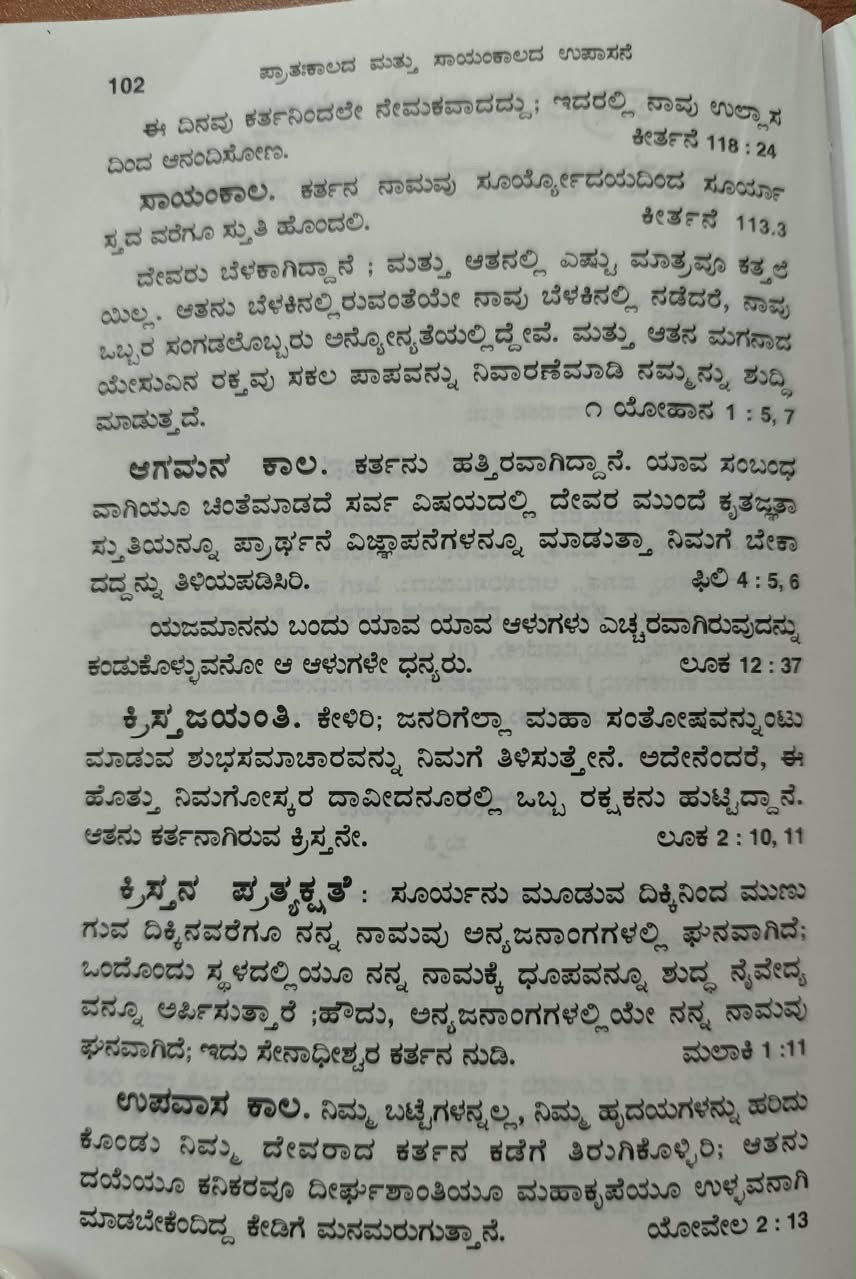 102
ಪ್ರಾತಃಕಾಲದ ಮತ್ತು ಸಾಯಂಕಾಲದ ಉಪಾಸನೆ
ಈ ದಿನವು ಕರ್ತನಿಂದಲೇ ನೇಮಕವಾದದ್ದು; ಇದರಲ್ಲಿ ನಾವು ಉಲ್ಲಾಸ
ದಿಂದ ಆನಂದಿಸೋಣ. ಕೀರ್ತನೆ 118 : 24
ಸಾಯಂಕಾಲ. ಕರ್ತನ ನಾಮವು ಸೂರ್ಯ್ಯೋದಯದಿಂದ ಸೂರ್ಯಾ
ಸ್ತದ ವರೆಗೂ ಸ್ತುತಿ ಹೊಂದಲಿ. ಕೀರ್ತನೆ 113.3
ದೇವರು ಬೆಳಕಾಗಿದ್ದಾನೆ ; ಮತ್ತು ಆತನಲ್ಲಿ ಎಷ್ಟು ಮಾತ್ರವೂ ಕತ್ತಲೆ
ಯಿಲ್ಲ. ಆತನು ಬೆಳಕಿನಲ್ಲಿರುವಂತೆಯೇ ನಾವು ಬೆಳಕಿನಲ್ಲಿ ನಡೆದರೆ, ನಾವು
ಒಬ್ಬರ ಸಂಗಡಲೊಬ್ಬರು ಅನ್ಯೋನ್ಯತೆಯಲ್ಲಿದ್ದೇವೆ. ಮತ್ತು ಆತನ ಮಗನಾದ
ಯೇಸುವಿನ ರಕ್ತವು ಸಕಲ ಪಾಪವನ್ನು ನಿವಾರಣೆಮಾಡಿ ನಮ್ಮನ್ನು ಶುದ್ಧಿ
ಮಾಡುತ್ತದೆ. ೧ ಯೋಹಾನ 1 : 5, 7
ಆಗಮನ ಕಾಲ. ಕರ್ತನು ಹತ್ತಿರವಾಗಿದ್ದಾನೆ. ಯಾವ ಸಂಬಂಧ
ವಾಗಿಯೂ ಚಿಂತೆಮಾಡದೆ ಸರ್ವ ವಿಷಯದಲ್ಲಿ ದೇವರ ಮುಂದೆ ಕೃತಜ್ಞತಾ
ಸ್ತುತಿಯನ್ನೂ ಪ್ರಾರ್ಥನೆ ವಿಜ್ಞಾಪನೆಗಳನ್ನೂ ಮಾಡುತ್ತಾ ನಿಮಗೆ ಬೇಕಾ
ದದ್ದನ್ನು ತಿಳಿಯಪಡಿಸಿರಿ. ಫಿಲಿ 4 : 5, 6
ಯಜಮಾನನು ಬಂದು ಯಾವ ಯಾವ ಆಳುಗಳು ಎಚ್ಚರವಾಗಿರುವುದನ್ನು
ಕಂಡುಕೊಳ್ಳುವನೋ ಆ ಆಳುಗಳೇ ಧನ್ಯರು. ಲೂಕ 12 : 37
ಕ್ರಿಸ್ತಜಯಂತಿ. ಕೇಳಿರಿ; ಜನರಿಗೆಲ್ಲಾ ಮಹಾ ಸಂತೋಷವನ್ನುಂಟು
ಮಾಡುವ ಶುಭಸಮಾಚಾರವನ್ನು ನಿಮಗೆ ತಿಳಿಸುತ್ತೇನೆ. ಅದೇನೆಂದರೆ, ಈ
ಹೊತ್ತು ನಿಮಗೋಸ್ಕರ ದಾವೀದನೂರಲ್ಲಿ ಒಬ್ಬ ರಕ್ಷಕನು ಹುಟ್ಟಿದ್ದಾನೆ.
ಆತನು ಕರ್ತನಾಗಿರುವ ಕ್ರಿಸ್ತನೇ. ಲೂಕ 2 : 10, 11
ಕ್ರಿಸ್ತನ ಪ್ರತ್ಯಕ್ಷತೆ : ಸೂರ್ಯನು ಮೂಡುವ ದಿಕ್ಕಿನಿಂದ ಮುಣು
ಗುವ ದಿಕ್ಕಿನವರೆಗೂ ನನ್ನ ನಾಮವು ಅನ್ಯಜನಾಂಗಗಳಲ್ಲಿ ಘನವಾಗಿದೆ;
ಒಂದೊಂದು ಸ್ಥಳದಲ್ಲಿಯೂ ನನ್ನ ನಾಮಕ್ಕೆ ಧೂಪವನ್ನೂ ಶುದ್ಧ ನೈವೇದ್ಯ
ವನ್ನೂ ಅರ್ಪಿಸುತ್ತಾರೆ ;ಹೌದು, ಅನ್ಯಜನಾಂಗಗಳಲ್ಲಿಯೇ ನನ್ನ ನಾಮವು
ಘನವಾಗಿದೆ; ಇದು ಸೇನಾಧೀಶ್ವರ ಕರ್ತನ ನುಡಿ. ಮಲಾಕಿ 1 :11
ಉಪವಾಸ ಕಾಲ. ನಿಮ್ಮ ಬಟ್ಟೆಗಳನ್ನಲ್ಲ, ನಿಮ್ಮ ಹೃದಯಗಳನ್ನು ಹರಿದು
ಕೊಂಡು ನಿಮ್ಮ ದೇವರಾದ ಕರ್ತನ ಕಡೆಗೆ ತಿರುಗಿಕೊಳ್ಳಿರಿ; ಆತನು
ದಯೆಯೂ ಕನಿಕರವೂ ದೀರ್ಘಶಾಂತಿಯೂ ಮಹಾಕೃಪೆಯೂ ಉಳ್ಳವನಾಗಿ
ಮಾಡಬೇಕೆಂದಿದ್ದ ಕೇಡಿಗೆ ಮನಮರುಗುತ್ತಾನೆ. ಯೋವೇಲ 2 : 13